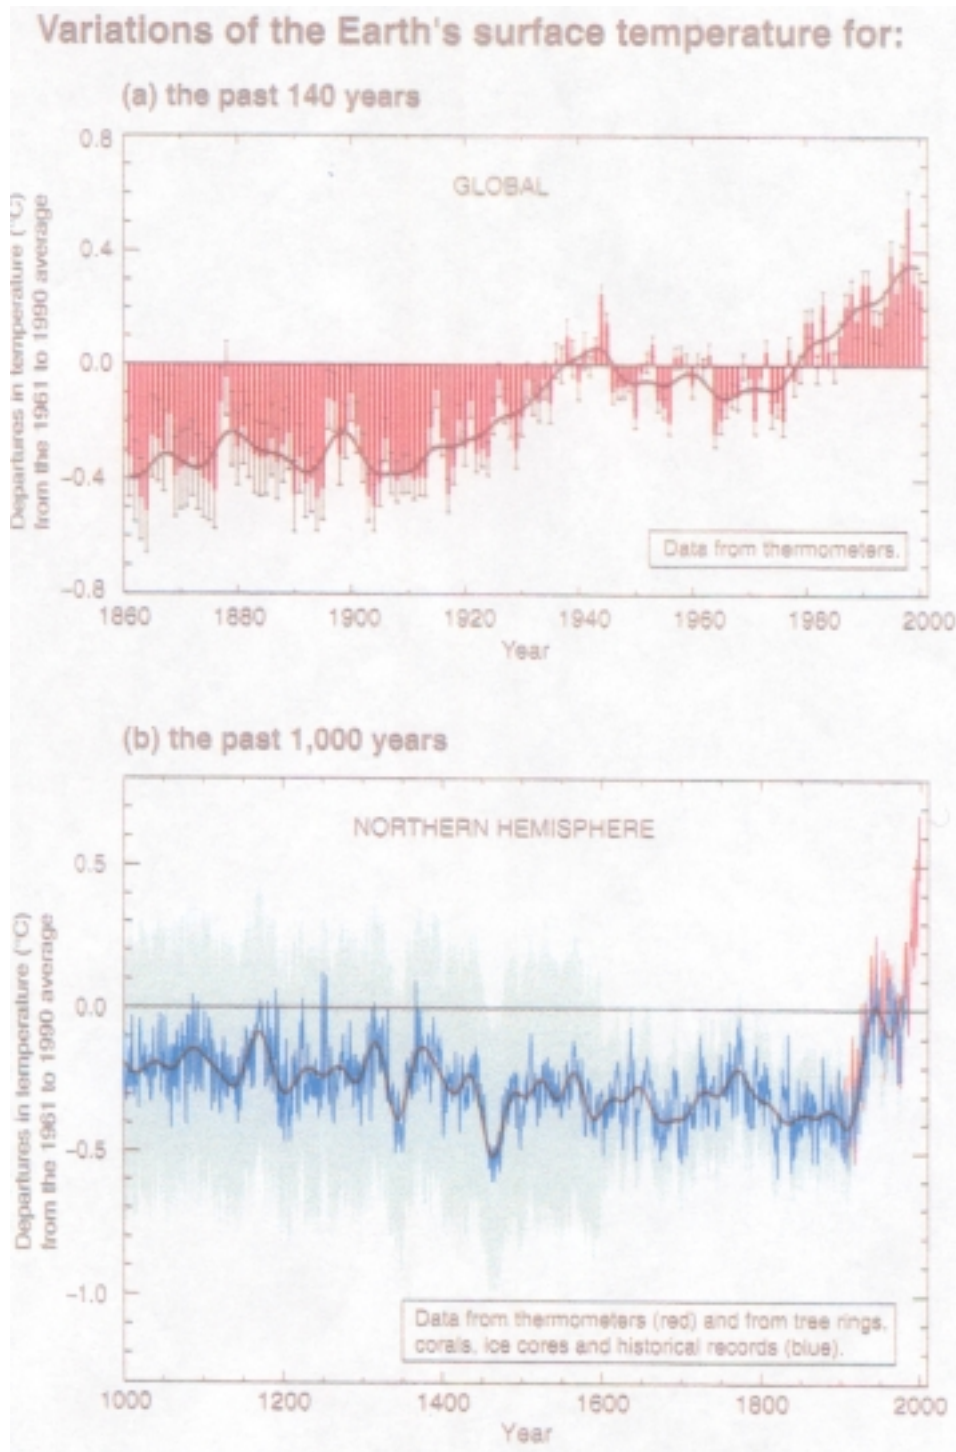 Variations of the Earth's surface temperature for:
(a) the past 140 years
GLOBAL
Departures in temperature (°C)
from the 1961 to 1990 average
0.8
0.4
0.0
−0.4
−0.8
Data from thermometers.
1860 1880 1900 1920 1940 1960 1980 2000
Year
(b) the past 1,000 years
NORTHERN HEMISPHERE
Departures in temperature (°C)
from the 1961 to 1990 average
0.5
0.0
−0.5
−1.0
Data from thermometers (red) and from tree rings,
corals, ice cores and historical records (blue).
1000 1200 1400 1600 1800 2000
Year